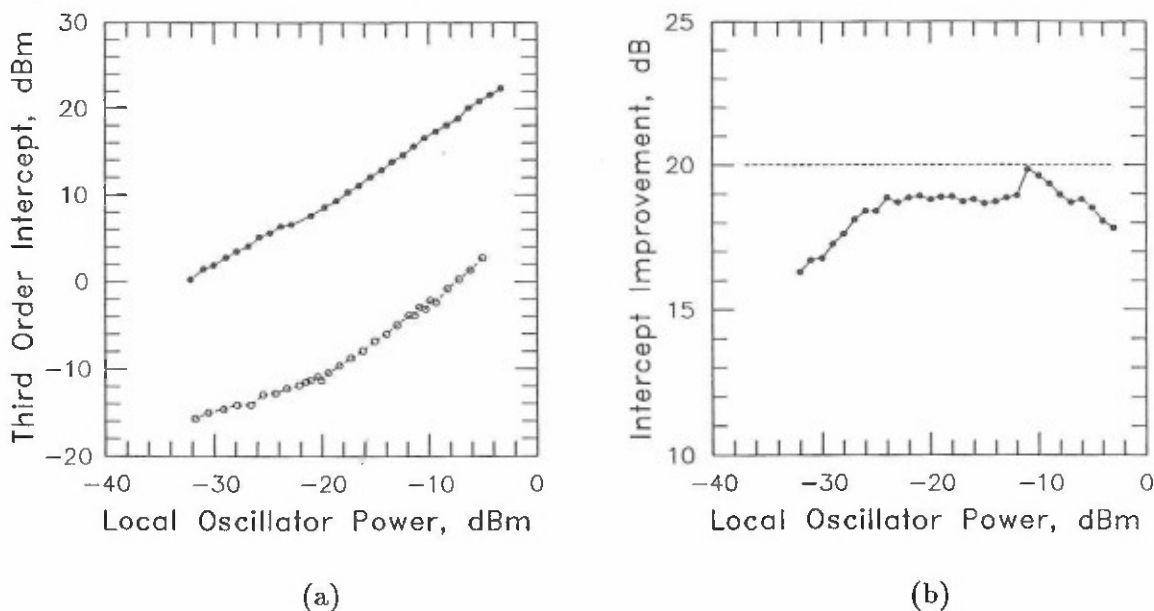 Third Order Intercept, dBm
30
20
10
0
−10
−20
−40 −30 −20 −10 0
Local Oscillator Power, dBm
(a)
Intercept Improvement, dB
25
20
15
10
−40 −30 −20 −10 0
Local Oscillator Power, dBm
(b)